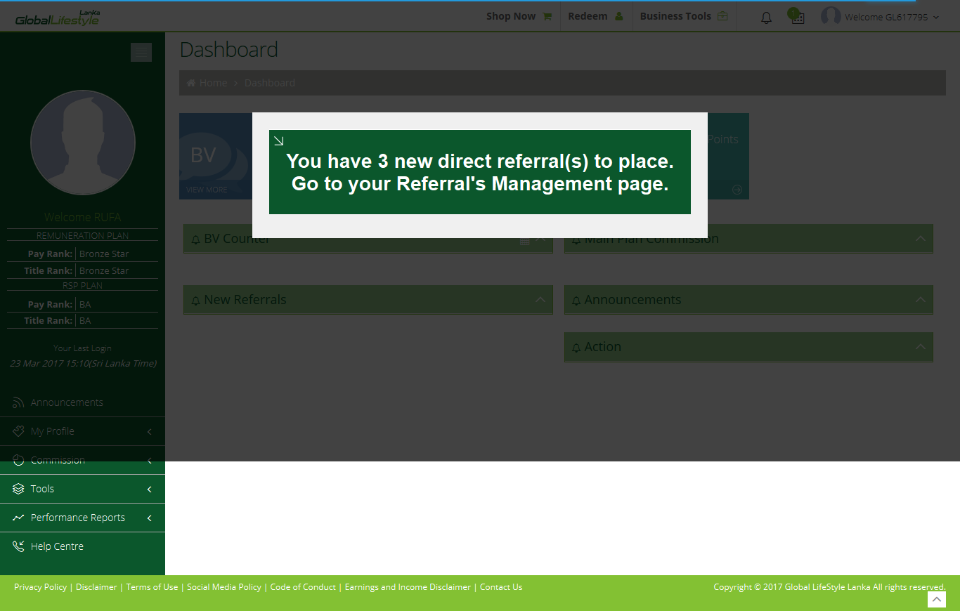 Lanka
GlobalLifestyle
Shop Now
Redeem
Business Tools
Welcome GL617795
Dashboard
Home > Dashboard
BV
VIEW MORE
Points
You have 3 new direct referral(s) to place.
Go to your Referral's Management page.
Welcome RUFA
REMUNERATION PLAN
Pay Rank: Bronze Star
Title Rank: Bronze Star
RSP PLAN
Pay Rank: BA
Title Rank: BA
Your Last Login
23 Mar 2017 15:10(Sri Lanka Time)
BV Counter
Main Plan Commission
New Referrals
Announcements
Action
Announcements
My Profile
Commission
Tools
Performance Reports
Help Centre
Privacy Policy | Disclaimer | Terms of Use | Social Media Policy | Code of Conduct | Earnings and Income Disclaimer | Contact Us
Copyright © 2017 Global LifeStyle Lanka All rights reserved.